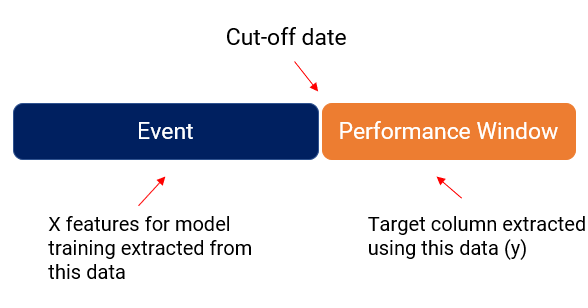 Cut-off date
Event
Performance Window
X features for model
training extracted from
this data
Target column extracted
using this data (y)